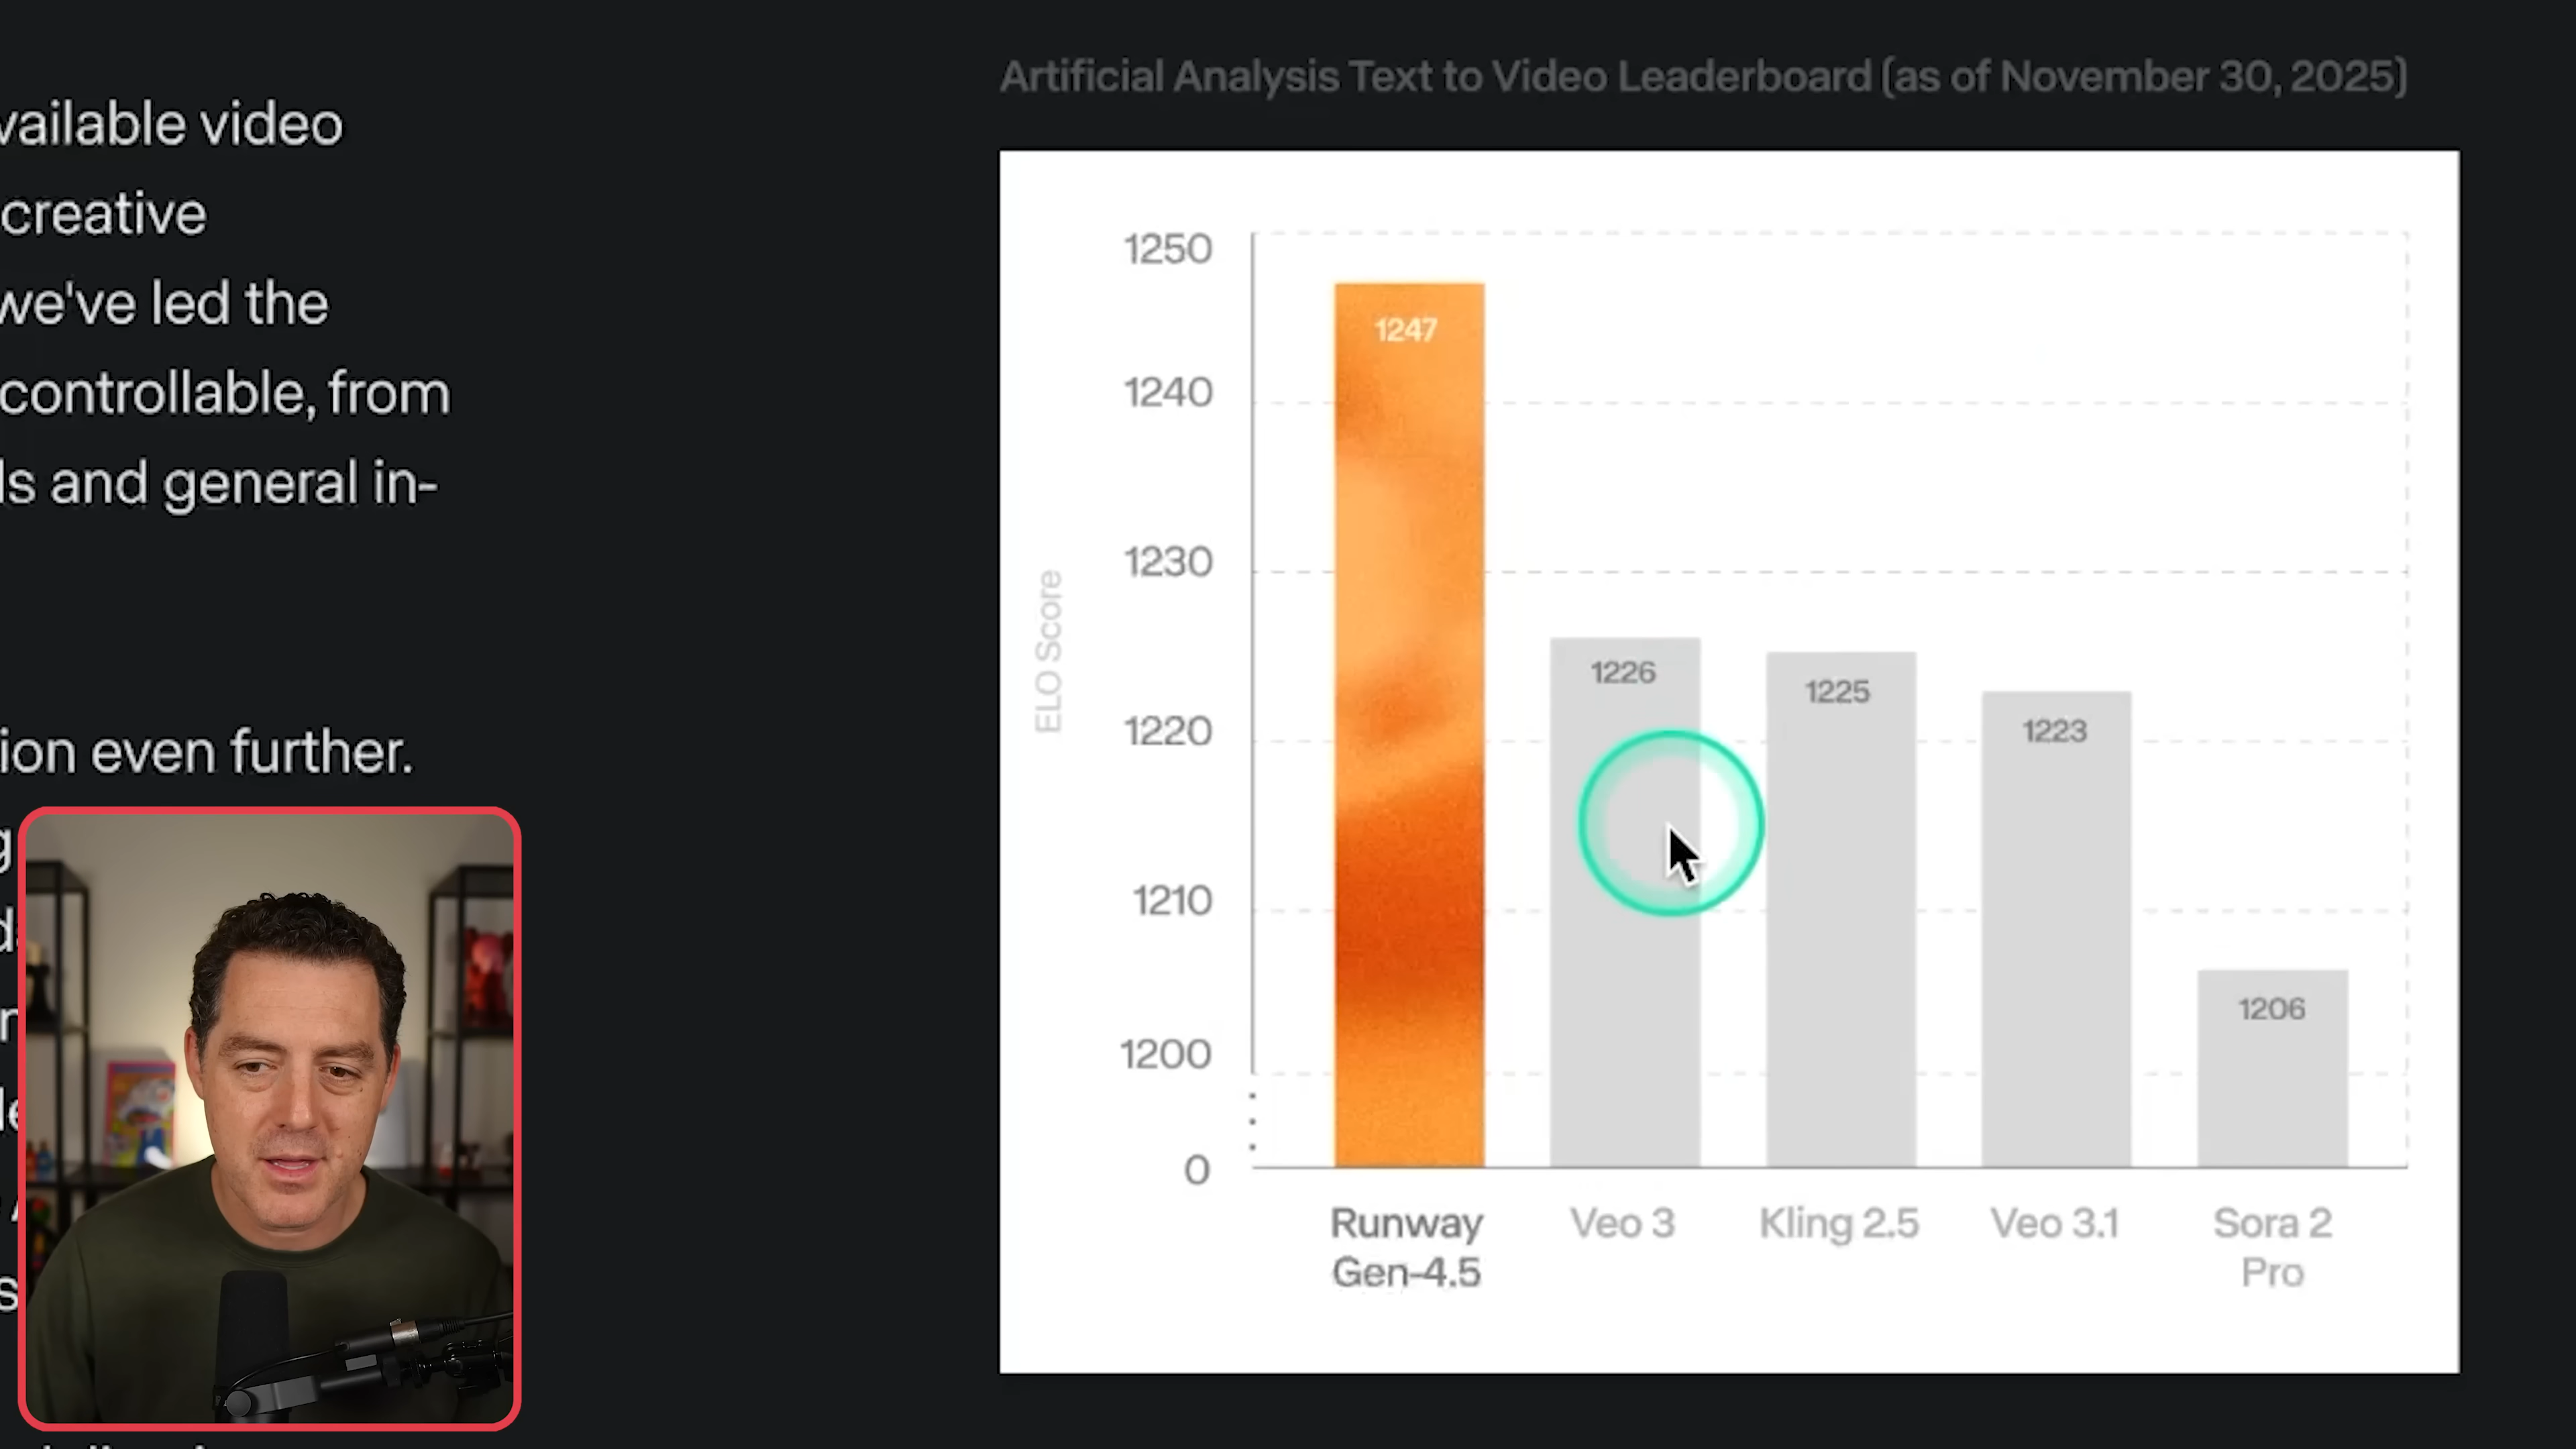 vailable video
creative
we've led the
controllable, from
ls and general in-
ion even further.
Artificial Analysis Text to Video Leaderboard (as of November 30, 2025)
ELO Score
1250
1240
1230
1220
1210
1200
0
1247
1226
1225
1223
1206
Runway
Gen-4.5
Veo 3
Kling 2.5
Veo 3.1
Sora 2
Pro